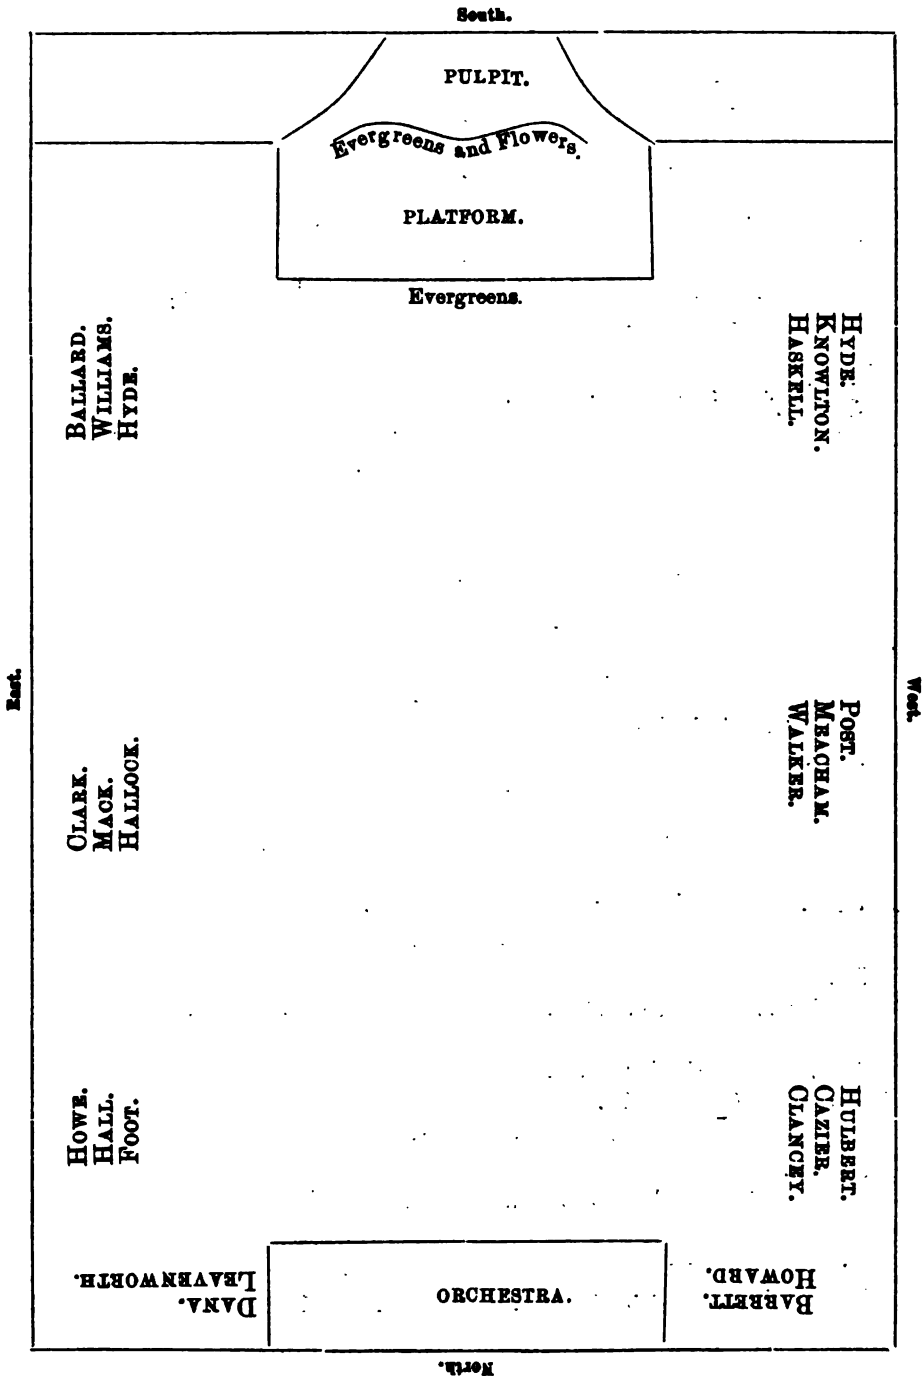 South.
PULPIT.
Evergreens and Flowers.
PLATFORM.
Evergreens.
BALLARD.
WILLIAMS.
HYDE.
HYDE.
KNOWLTON.
HASKELL.
East.
West.
CLARK.
MACK.
HALLOCK.
POST.
MEACHAM.
WALKER.
HOWE.
HALL.
FOOT.
HULBERT.
CAZIER.
CLANCEY.
DANA.
LEAVENWORTH.
ORCHESTRA.
BARRETT.
HOWARD.
North.